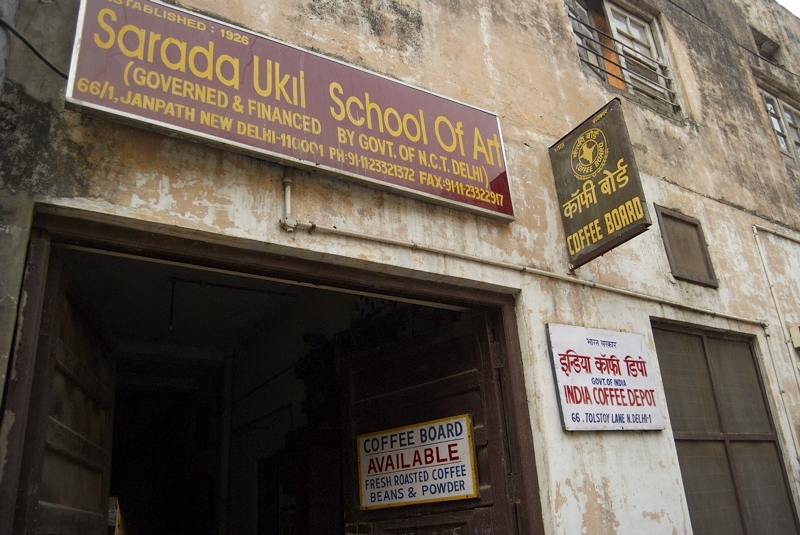 ESTABLISHED : 1926
Sarada Ukil School Of Art
(GOVERNED & FINANCED BY GOVT. OF N.C.T. DELHI)
66/1, JANPATH NEW DELHI-110001 PH:91-11-23321372 FAX:91-11-23322917
कॉफी बोर्ड
COFFEE BOARD
भारत सरकार
इन्डिया कॉफी डिपो
GOVT. OF INDIA
INDIA COFFEE DEPOT
66 . TOLSTOY LANE N.DELHI-1
COFFEE BOARD
AVAILABLE
FRESH ROASTED COFFEE
BEANS & POWDER